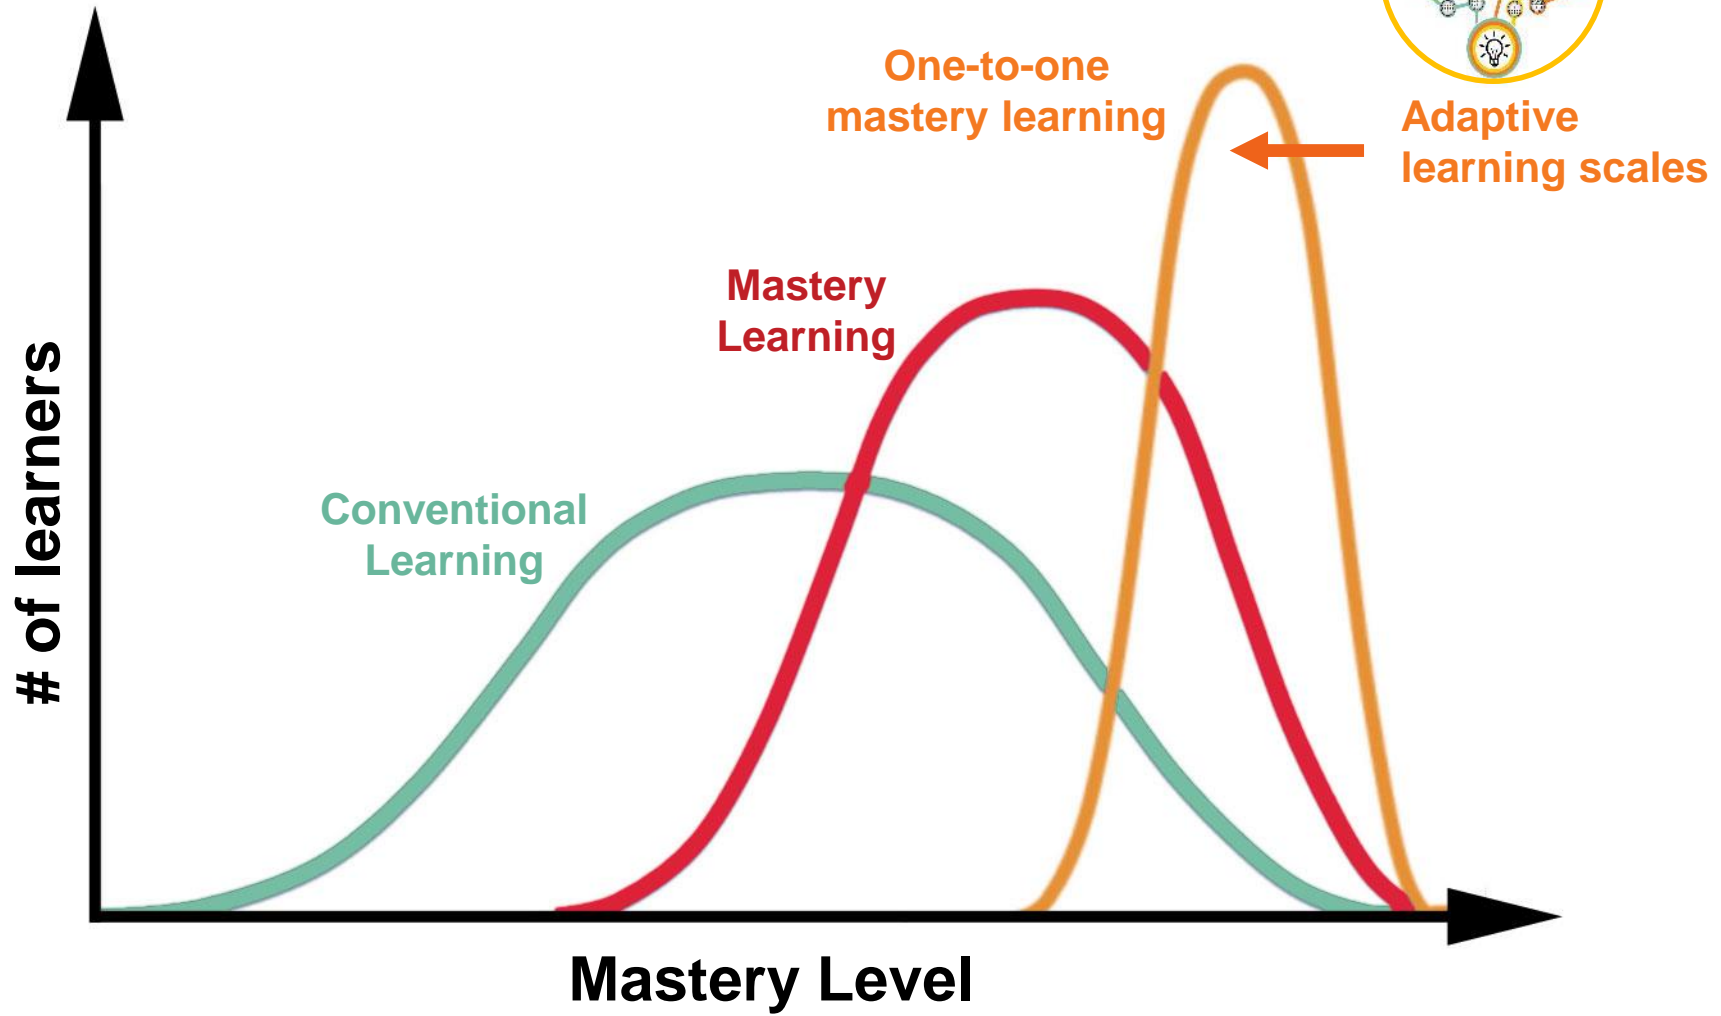 One-to-one
mastery learning
Adaptive
learning scales
Mastery
Learning
Conventional
Learning
# of learners
Mastery Level